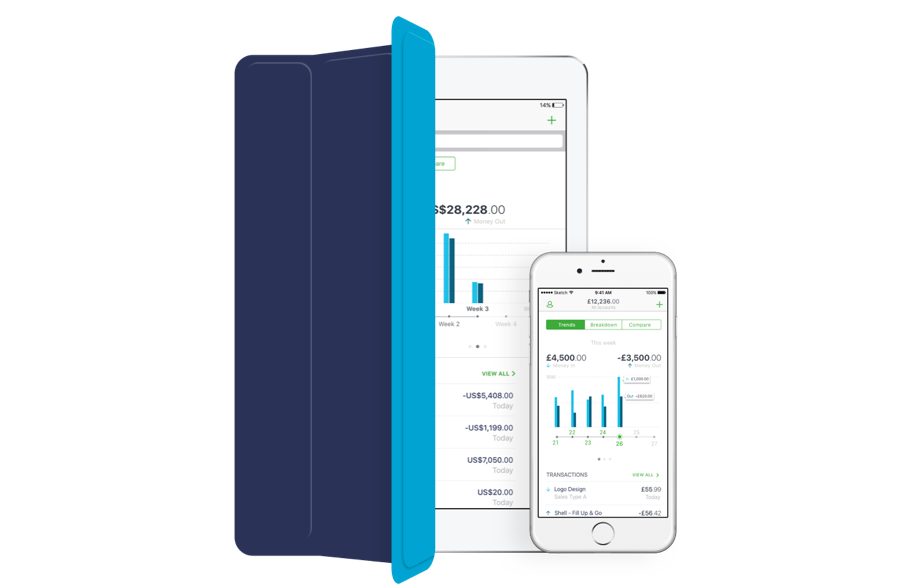 14%
are
S$28,228.00
Money Out
Week 3
Week 2
Week 4
VIEW ALL >
-US$5,408.00
Today
-US$1,199.00
Today
US$7,050.00
Today
US$20.00
Today
Sketch
9:41 AM
100%
£12,236.00
All Accounts
Trends
Breakdown
Compare
This week
£4,500.00
-£3,500.00
Money In
Money Out
£1,000.00
Out -£620.00
22
24
25
21
23
26
27
TRANSACTIONS
VIEW ALL >
Logo Design
£55.99
Sales Type A
Today
Shell - Fill Up & Go
-£56.42